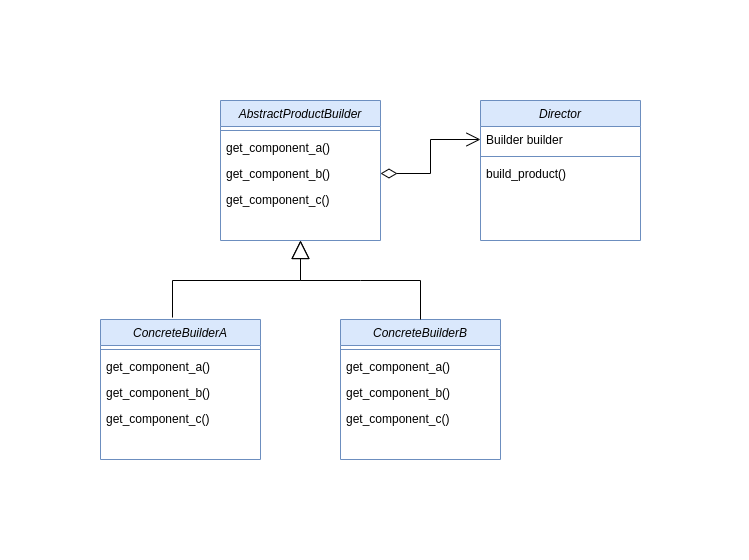 AbstractProductBuilder
get_component_a()
get_component_b()
get_component_c()
Director
Builder builder
build_product()
ConcreteBuilderA
get_component_a()
get_component_b()
get_component_c()
ConcreteBuilderB
get_component_a()
get_component_b()
get_component_c()